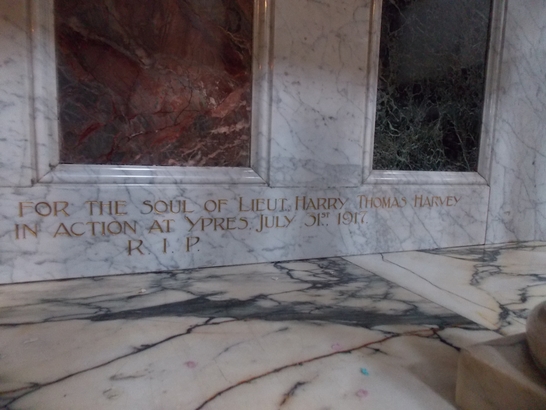 FOR THE SOUL OF LIEUT. HARRY THOMAS HARVEY
IN ACTION AT YPRES. JULY 31ST. 1917.
R. I. P.